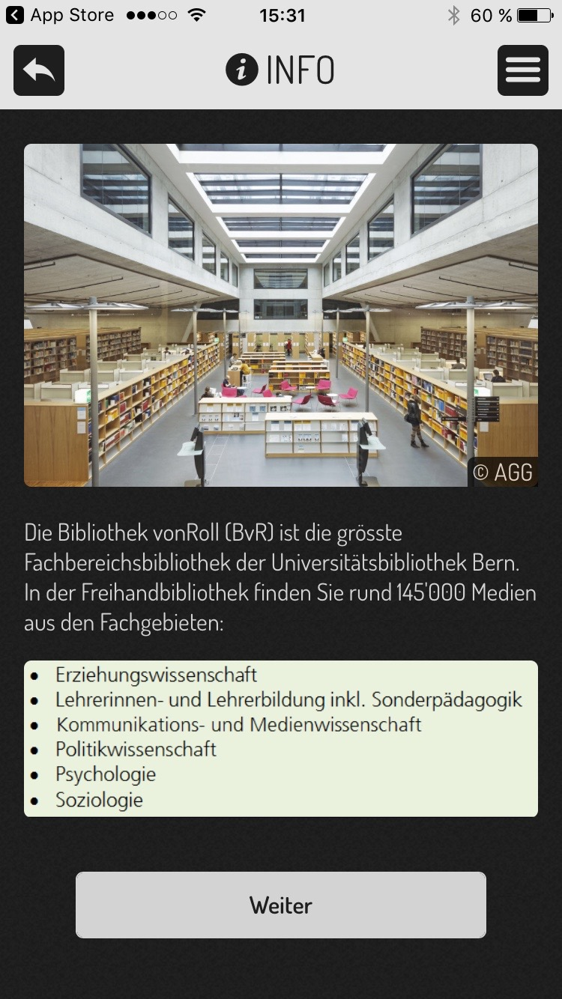 App Store 15:31 60 %
i INFO
© AGG
Die Bibliothek vonRoll (BvR) ist die grösste
Fachbereichsbibliothek der Universitätsbibliothek Bern.
In der Freihandbibliothek finden Sie rund 145'000 Medien
aus den Fachgebieten:
• Erziehungswissenschaft
• Lehrerinnen- und Lehrerbildung inkl. Sonderpädagogik
• Kommunikations- und Medienwissenschaft
• Politikwissenschaft
• Psychologie
• Soziologie
Weiter